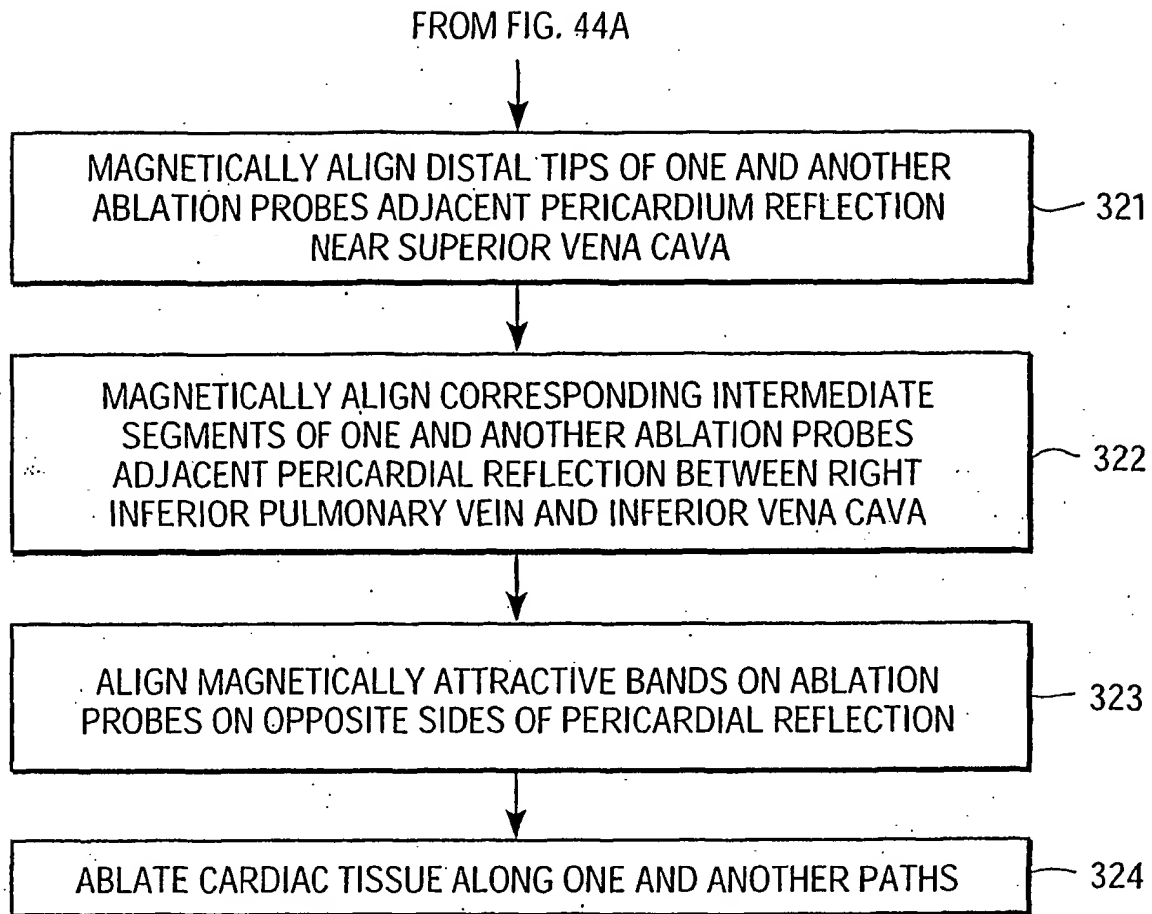 FROM FIG. 44A
MAGNETICALLY ALIGN DISTAL TIPS OF ONE AND ANOTHER
ABLATION PROBES ADJACENT PERICARDIUM REFLECTION
NEAR SUPERIOR VENA CAVA
321
MAGNETICALLY ALIGN CORRESPONDING INTERMEDIATE
SEGMENTS OF ONE AND ANOTHER ABLATION PROBES
ADJACENT PERICARDIAL REFLECTION BETWEEN RIGHT
INFERIOR PULMONARY VEIN AND INFERIOR VENA CAVA
322
ALIGN MAGNETICALLY ATTRACTIVE BANDS ON ABLATION
PROBES ON OPPOSITE SIDES OF PERICARDIAL REFLECTION
323
ABLATE CARDIAC TISSUE ALONG ONE AND ANOTHER PATHS
324